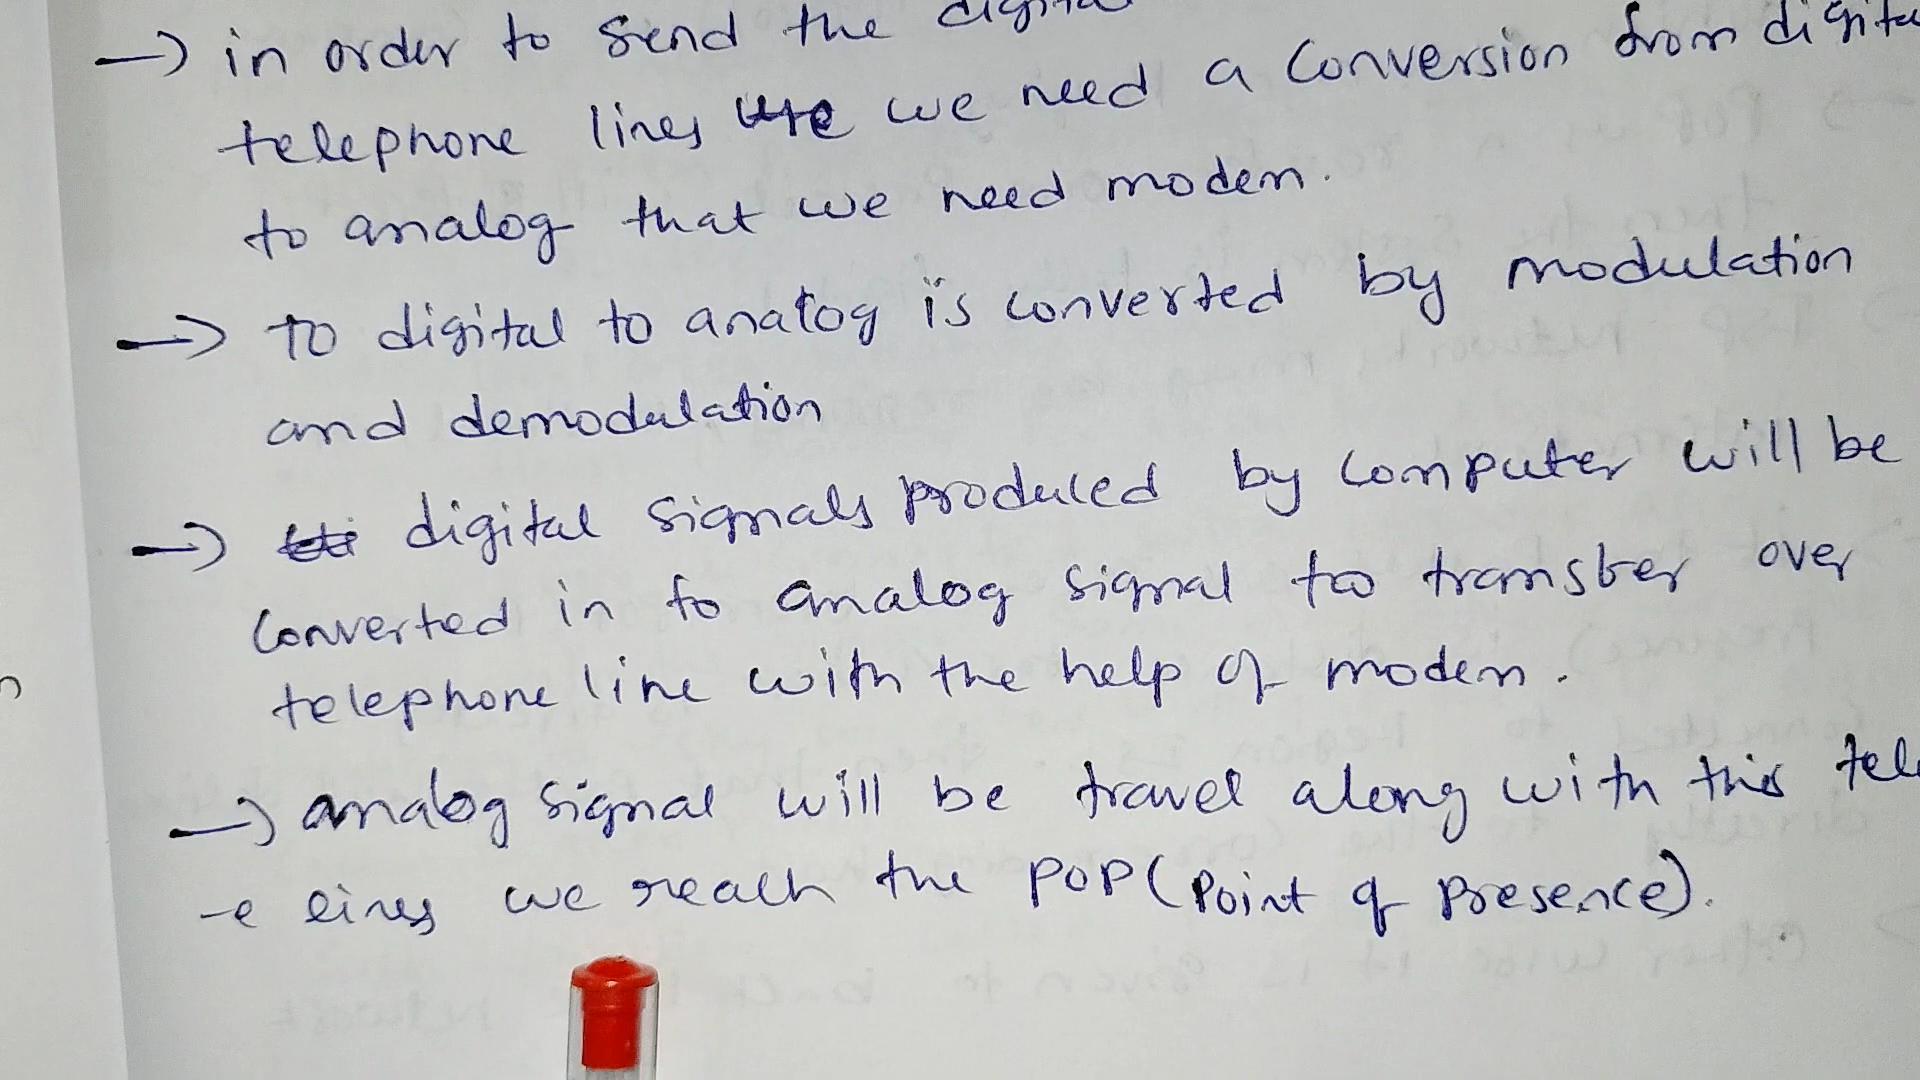 → in order to send the
telephone lines we need a conversion from
to analog that we need modem.
→ To digital to analog is converted by modulation
and demodulation
→ digital signals produced by computer will be
converted in to analog signal too transfer over
telephone line with the help of modem.
→ analog signal will be travel along with this tele
-e lines we reach the POP (Point of Presence).